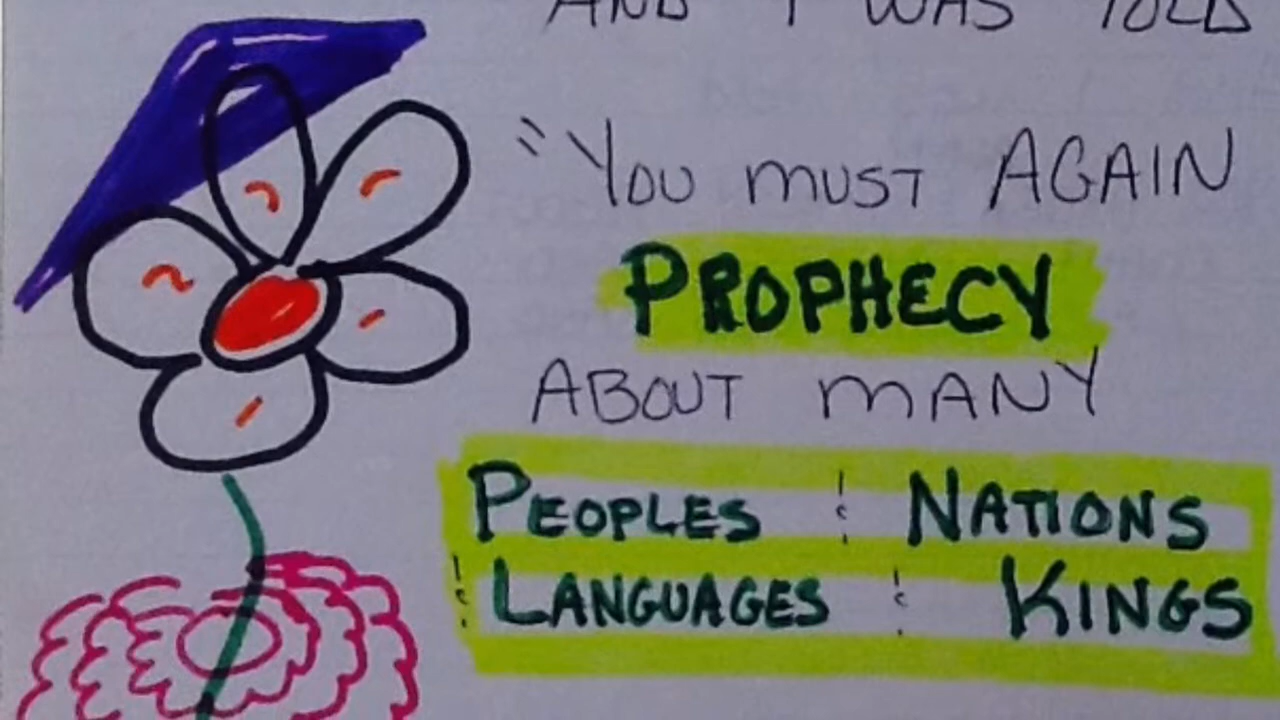 AND I WAS TOLD
"YOU MUST AGAIN
PROPHECY
ABOUT MANY
PEOPLES & NATIONS
& LANGUAGES & KINGS